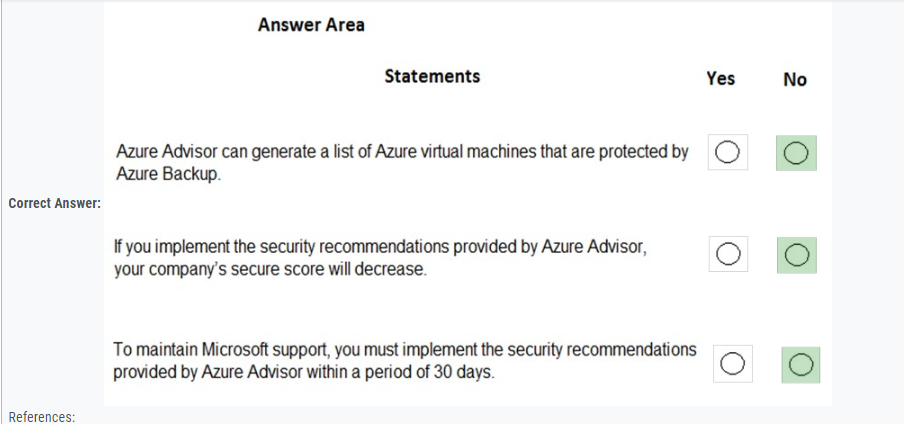 Answer Area
Statements Yes No
Azure Advisor can generate a list of Azure virtual machines that are protected by
Azure Backup.
Correct Answer:
If you implement the security recommendations provided by Azure Advisor,
your company's secure score will decrease.
To maintain Microsoft support, you must implement the security recommendations
provided by Azure Advisor within a period of 30 days.
References: